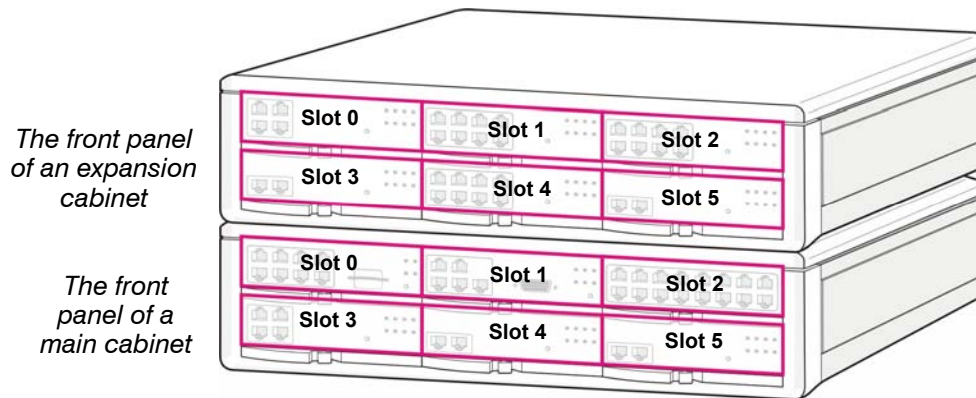 The front panel
of an expansion
cabinet
Slot 0
Slot 1
Slot 2
Slot 3
Slot 4
Slot 5
The front
panel of a
main cabinet
Slot 0
Slot 1
Slot 2
Slot 3
Slot 4
Slot 5